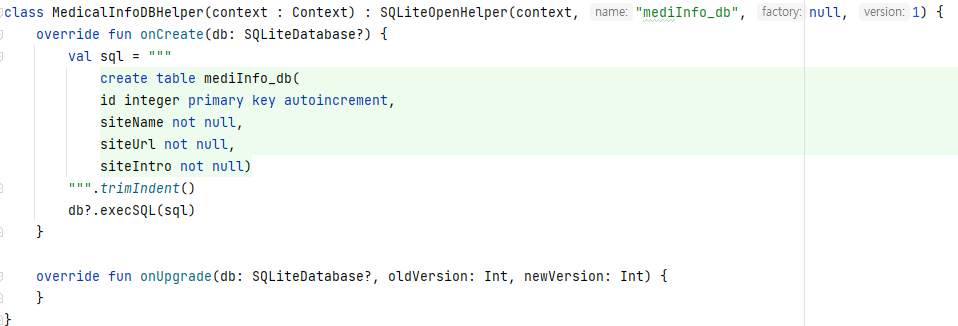 class MedicalInfoDBHelper(context : Context) : SQLiteOpenHelper(context, name: "mediInfo_db", factory: null, version: 1) {
    override fun onCreate(db: SQLiteDatabase?) {
        val sql = """
            create table mediInfo_db(
            id integer primary key autoincrement,
            siteName not null,
            siteUrl not null,
            siteIntro not null)
        """.trimIndent()
        db?.execSQL(sql)
    }

    override fun onUpgrade(db: SQLiteDatabase?, oldVersion: Int, newVersion: Int) {
    }
}